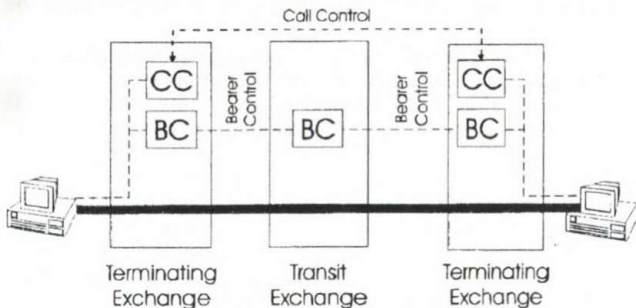 Call Control
CC
CC
Bearer
Control
Bearer
Control
BC
BC
BC
Terminating
Exchange
Transit
Exchange
Terminating
Exchange